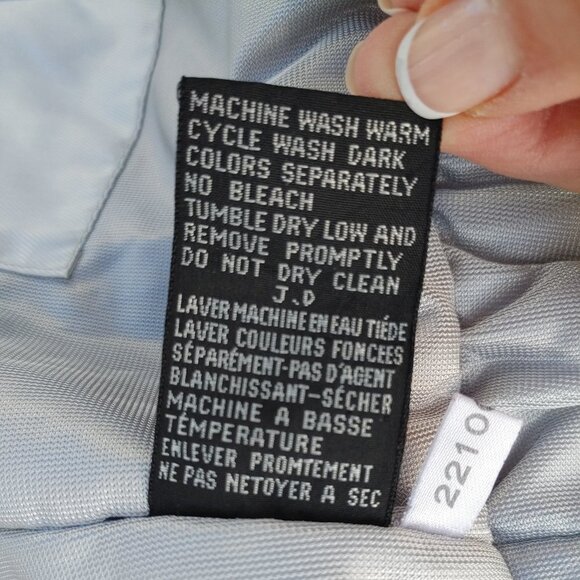 MACHINE WASH WARM
CYCLE WASH DARK
COLORS SEPARATELY
NO BLEACH
TUMBLE DRY LOW AND
REMOVE PROMPTLY
DO NOT DRY CLEAN
J.D
LAVER MACHINE EN EAU TIÉDE
LAVER COULEURS FONCEES
SÉPARÉMENT-PAS D'AGENT
BLANCHISSANT-SÉCHER
MACHINE A BASSE
TÉMPERATURE
ENLEVER PROMTEMENT
NE PAS NETOYER A SEC
2210